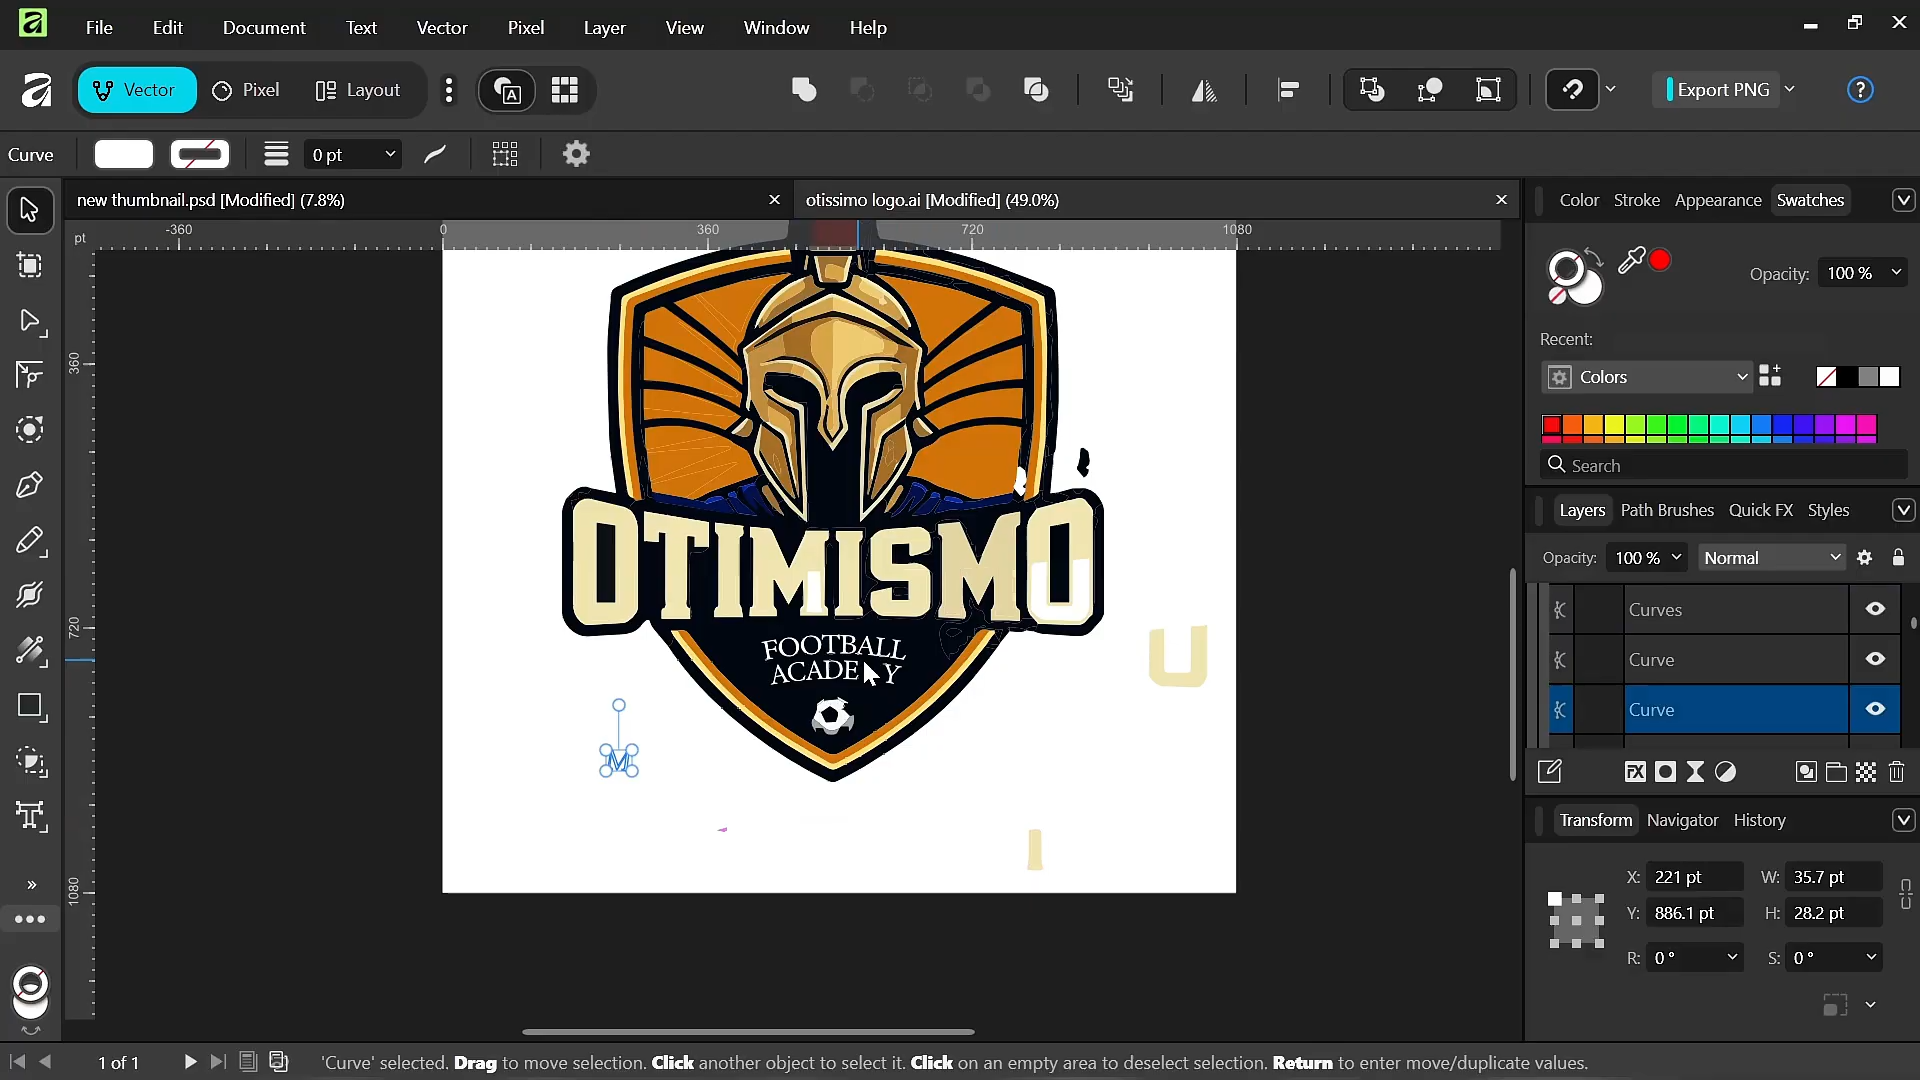 File Edit Document Text Vector Pixel Layer View Window Help
Vector Pixel Layout Export PNG ?
Curve 0 pt
new thumbnail.psd [Modified] (7.8%) otissimo logo.ai [Modified] (49.0%)
-360 0 360 720 1080
pt
360
720
1080
OTIMISMO
FOOTBALL
ACADE Y
M
U
I
Color Stroke Appearance Swatches
Opacity: 100 %
Recent:
Colors
Search
Layers Path Brushes Quick FX Styles
Opacity: 100 % Normal
Curves
Curve
Curve
FX
Transform Navigator History
X: 221 pt W: 35.7 pt
Y: 886.1 pt H: 28.2 pt
R: 0 ° S: 0 °
1 of 1 'Curve' selected. Drag to move selection. Click another object to select it. Click on an empty area to deselect selection. Return to enter move/duplicate values.